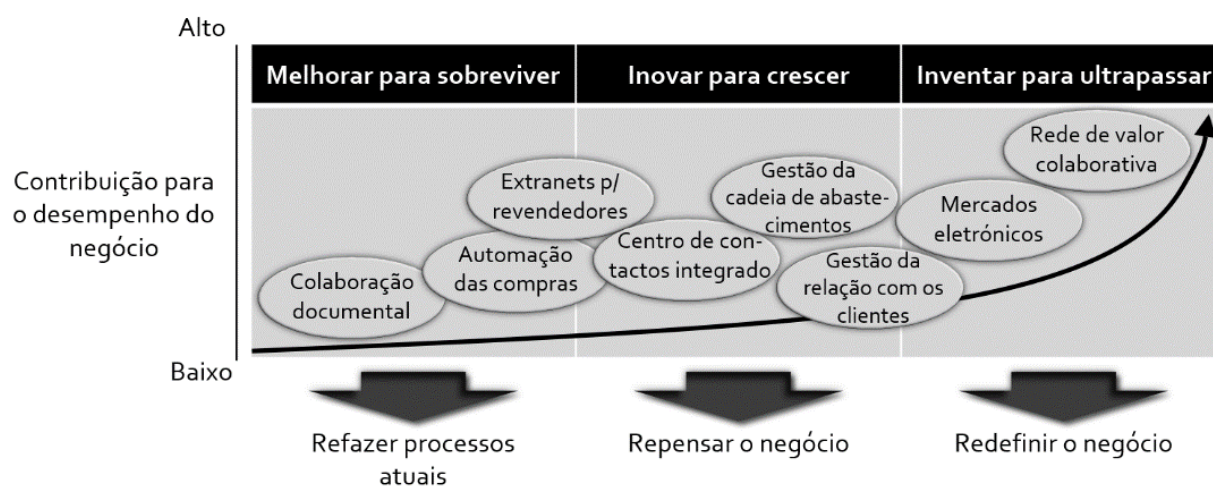 Alto
Melhorar para sobreviver
Inovar para crescer
Inventar para ultrapassar
Contribuição para
o desempenho do
negócio
Colaboração
documental
Automação
das compras
Extranets p/
revendedores
Centro de con-
tactos integrado
Gestão da
cadeia de abaste-
cimentos
Gestão da
relação com os
clientes
Mercados
eletrónicos
Rede de valor
colaborativa
Baixo
Refazer processos
atuais
Repensar o negócio
Redefinir o negócio